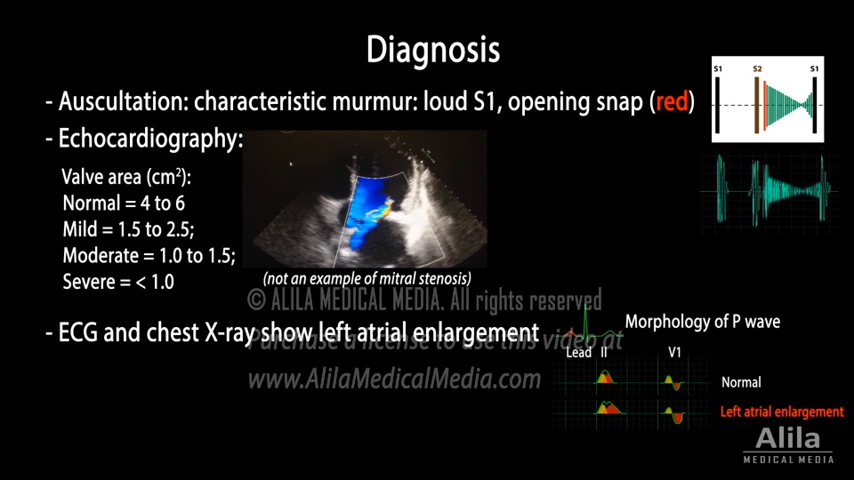 Diagnosis
- Auscultation: characteristic murmur: loud S1, opening snap (red)
S1 S2 S1
- Echocardiography:
Valve area (cm²):
Normal = 4 to 6
Mild = 1.5 to 2.5;
Moderate = 1.0 to 1.5;
Severe = < 1.0
(not an example of mitral stenosis)
© ALILA MEDICAL MEDIA. All rights reserved
- ECG and chest X-ray show left atrial enlargement
Purchase a license to use this video at
www.AlilaMedicalMedia.com
Morphology of P wave
Lead II V1
Normal
Left atrial enlargement
Alila
MEDICAL MEDIA